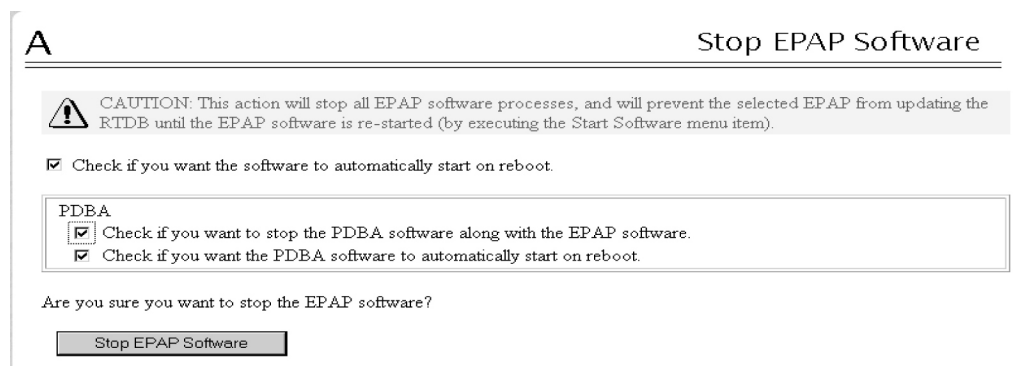 A
Stop EPAP Software
CAUTION: This action will stop all EPAP software processes, and will prevent the selected EPAP from updating the
RTDB until the EPAP software is re-started (by executing the Start Software menu item).
Check if you want the software to automatically start on reboot.
PDBA
Check if you want to stop the PDBA software along with the EPAP software.
Check if you want the PDBA software to automatically start on reboot.
Are you sure you want to stop the EPAP software?
Stop EPAP Software